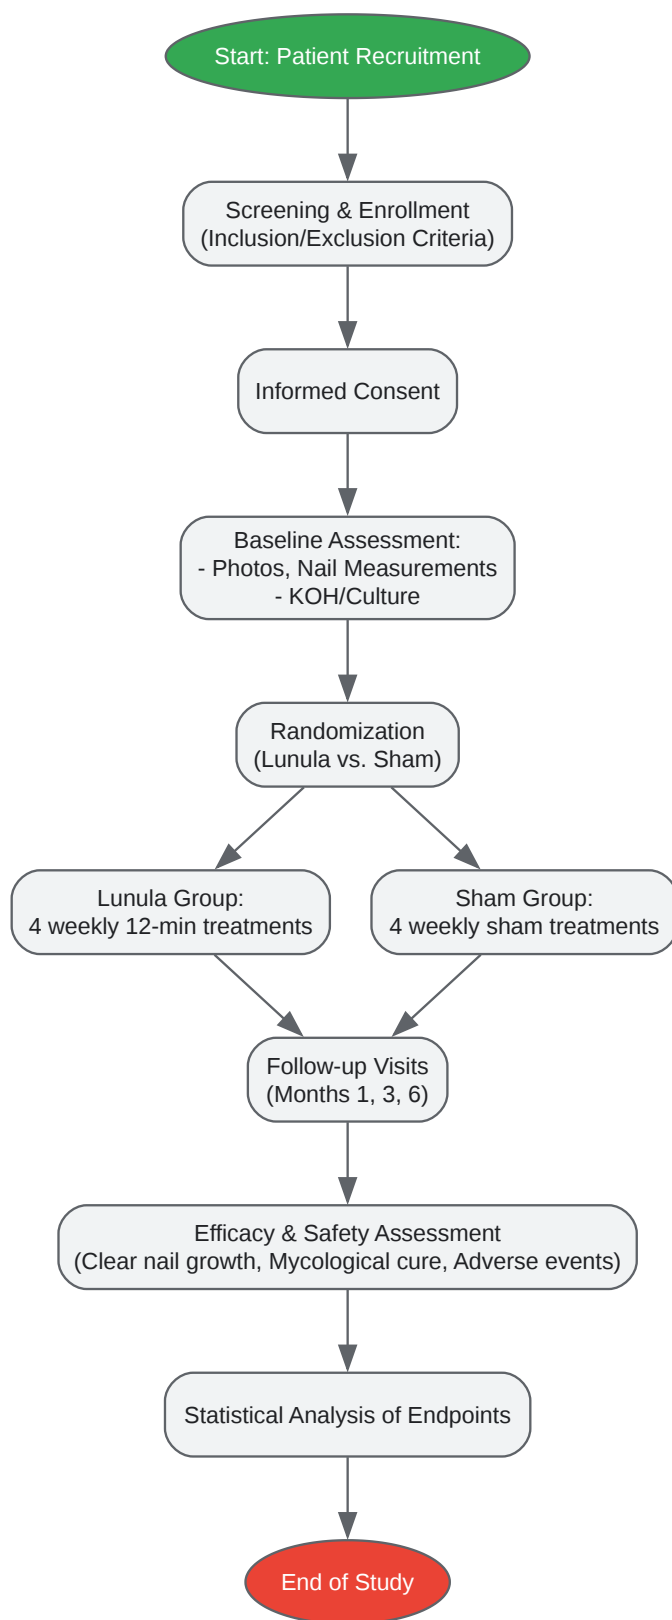 Start: Patient Recruitment
Screening & Enrollment
(Inclusion/Exclusion Criteria)
Informed Consent
Baseline Assessment:
- Photos, Nail Measurements
- KOH/Culture
Randomization
(Lunula vs. Sham)
Lunula Group:
4 weekly 12-min treatments
Sham Group:
4 weekly sham treatments
Follow-up Visits
(Months 1, 3, 6)
Efficacy & Safety Assessment
(Clear nail growth, Mycological cure, Adverse events)
Statistical Analysis of Endpoints
End of Study